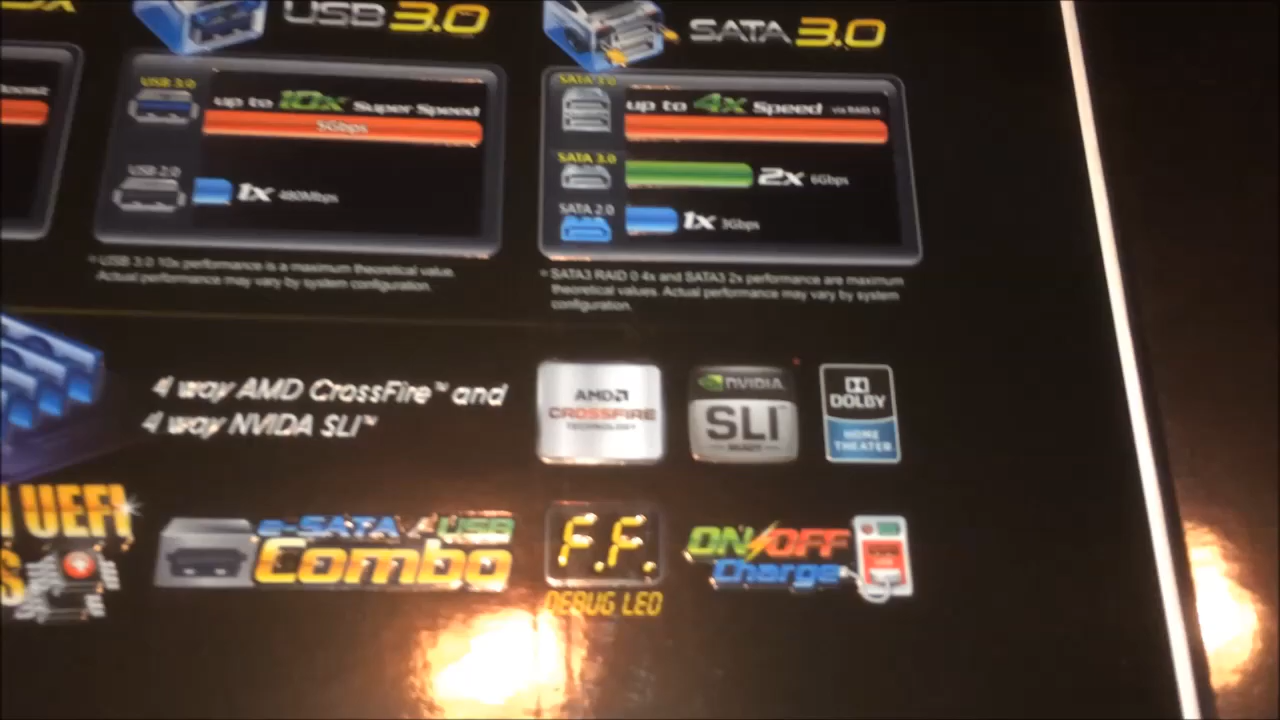 USB 3.0
SATA 3.0
USB 3.0
up to 10x Super Speed
5Gbps
USB 2.0
1x 480Mbps
* USB 3.0 10x performance is a maximum theoretical value.
Actual performance may vary by system configuration.
up to 4x Speed via RAID 0
SATA 3.0
2x 6Gbps
SATA 2.0
1x 3Gbps
* SATA3 RAID 0 4x and SATA3 2x performance are maximum
theoretical values. Actual performance may vary by system
configuration.
4 way AMD CrossFire™ and
4 way NVIDIA SLI™
AMD
CROSSFIRE
TECHNOLOGY
NVIDIA
SLI™
READY
DOLBY
HOME
THEATER
UEFI
e-SATA / USB
Combo
F.F.
DEBUG LED
ON/OFF
Charge